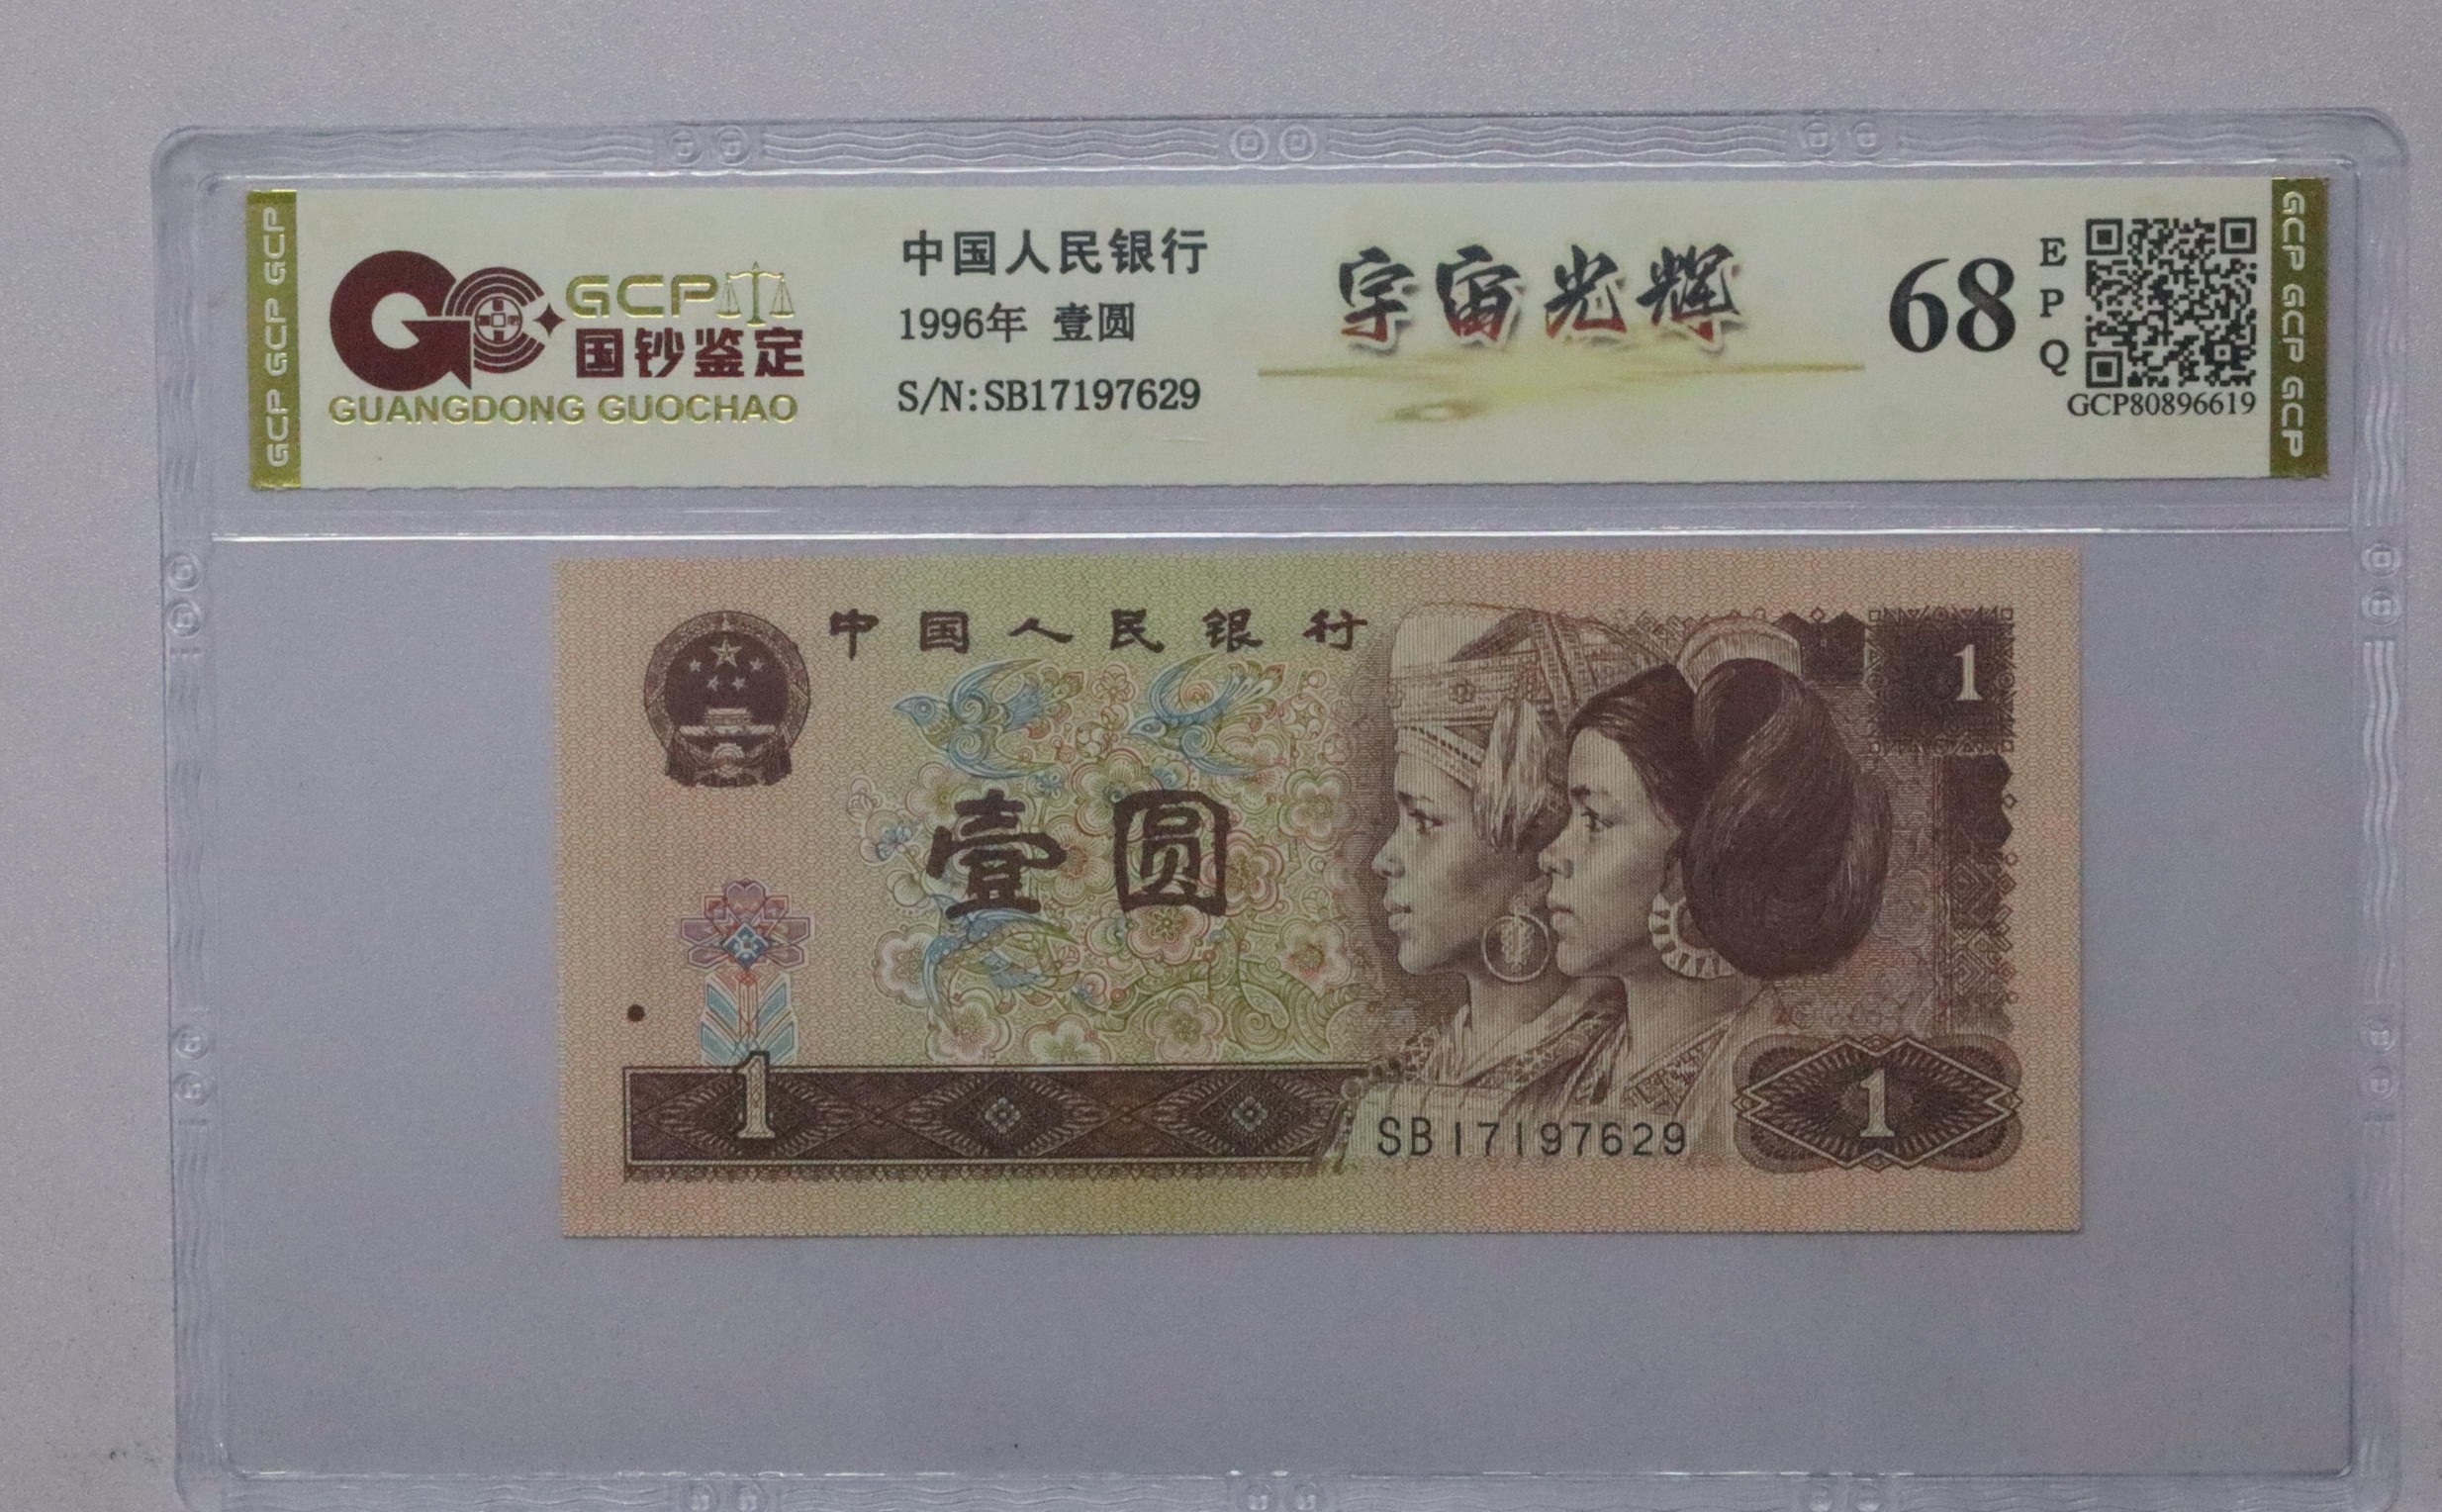 GCP GCP GCP
GCP
国钞鉴定
GUANGDONG GUOCHAO
中国人民银行
1996年 壹圆
S/N:SB17197629
宇宙光辉
68
E
P
Q
GCP80896619
GCP GCP GCP
中国人民银行
1
壹圆
1
SB17197629
1